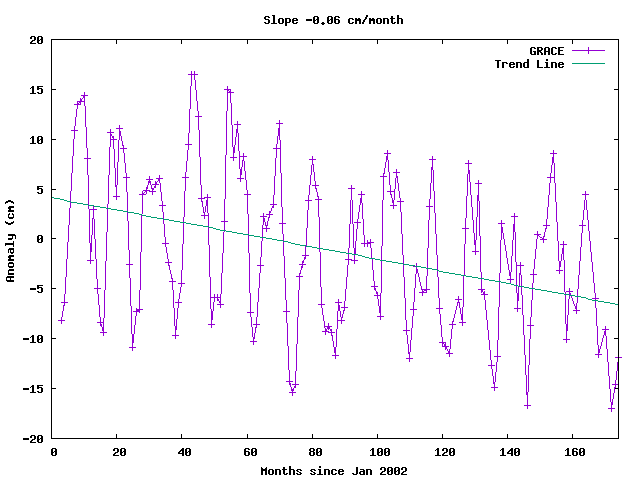 Slope -0.06 cm/month
GRACE
Trend Line
20
15
10
5
0
-5
-10
-15
-20
Anomaly (cm)
0 20 40 60 80 100 120 140 160
Months since Jan 2002